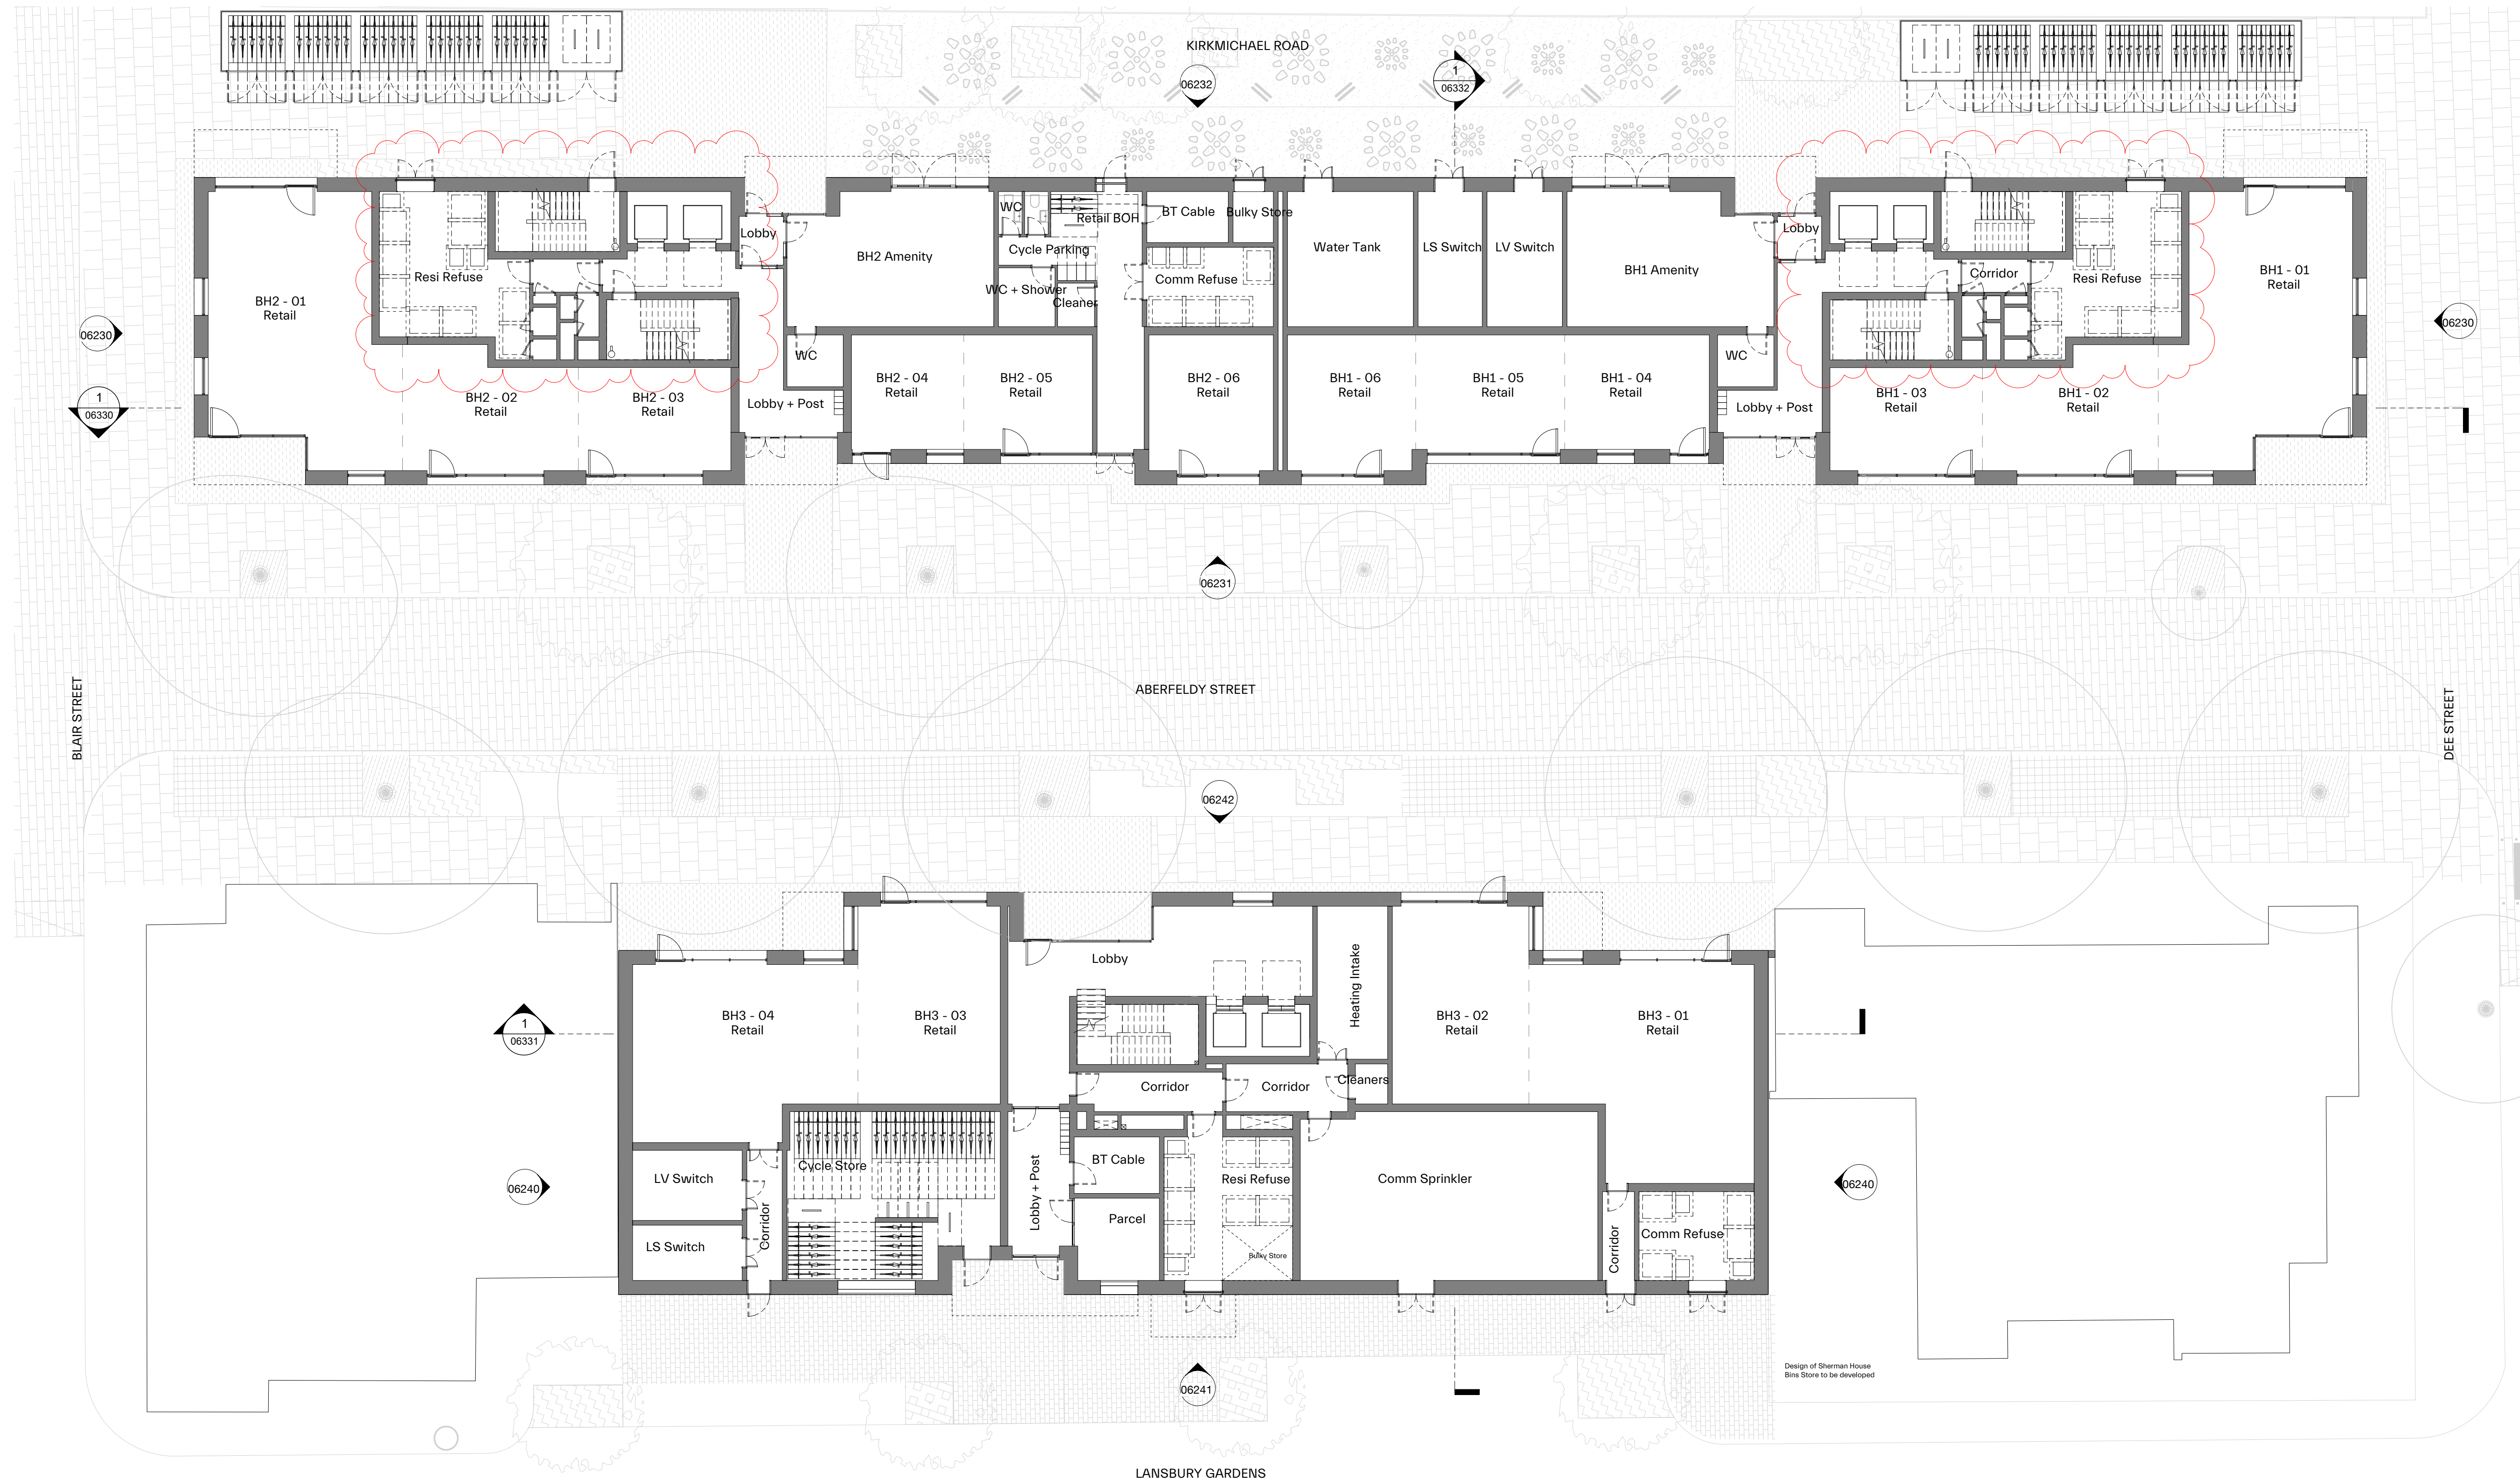 KIRKMICHAEL ROAD
06232
1
06332
WC
Retail BOH
BT Cable
Bulky Store
Lobby
Cycle Parking
BH2 Amenity
Water Tank
LS Switch
LV Switch
BH1 Amenity
Lobby
Resi Refuse
WC + Shower
Comm Refuse
Cleaner
Corridor
Resi Refuse
BH2 - 01
Retail
BH1 - 01
Retail
06230
06230
WC
WC
1
06330
BH2 - 02
Retail
BH2 - 03
Retail
Lobby + Post
BH2 - 04
Retail
BH2 - 05
Retail
BH2 - 06
Retail
BH1 - 06
Retail
BH1 - 05
Retail
BH1 - 04
Retail
Lobby + Post
BH1 - 03
Retail
BH1 - 02
Retail
06231
BLAIR STREET
ABERFELDY STREET
DEE STREET
06242
Lobby
Heating Intake
1
06331
BH3 - 04
Retail
BH3 - 03
Retail
BH3 - 02
Retail
BH3 - 01
Retail
Corridor
Corridor
Cleaners
Cycle Store
LV Switch
LS Switch
Corridor
Lobby + Post
BT Cable
Parcel
Resi Refuse
Bulky Store
Comm Sprinkler
Corridor
Comm Refuse
06240
06240
Design of Sherman House
Bins Store to be developed
06241
LANSBURY GARDENS